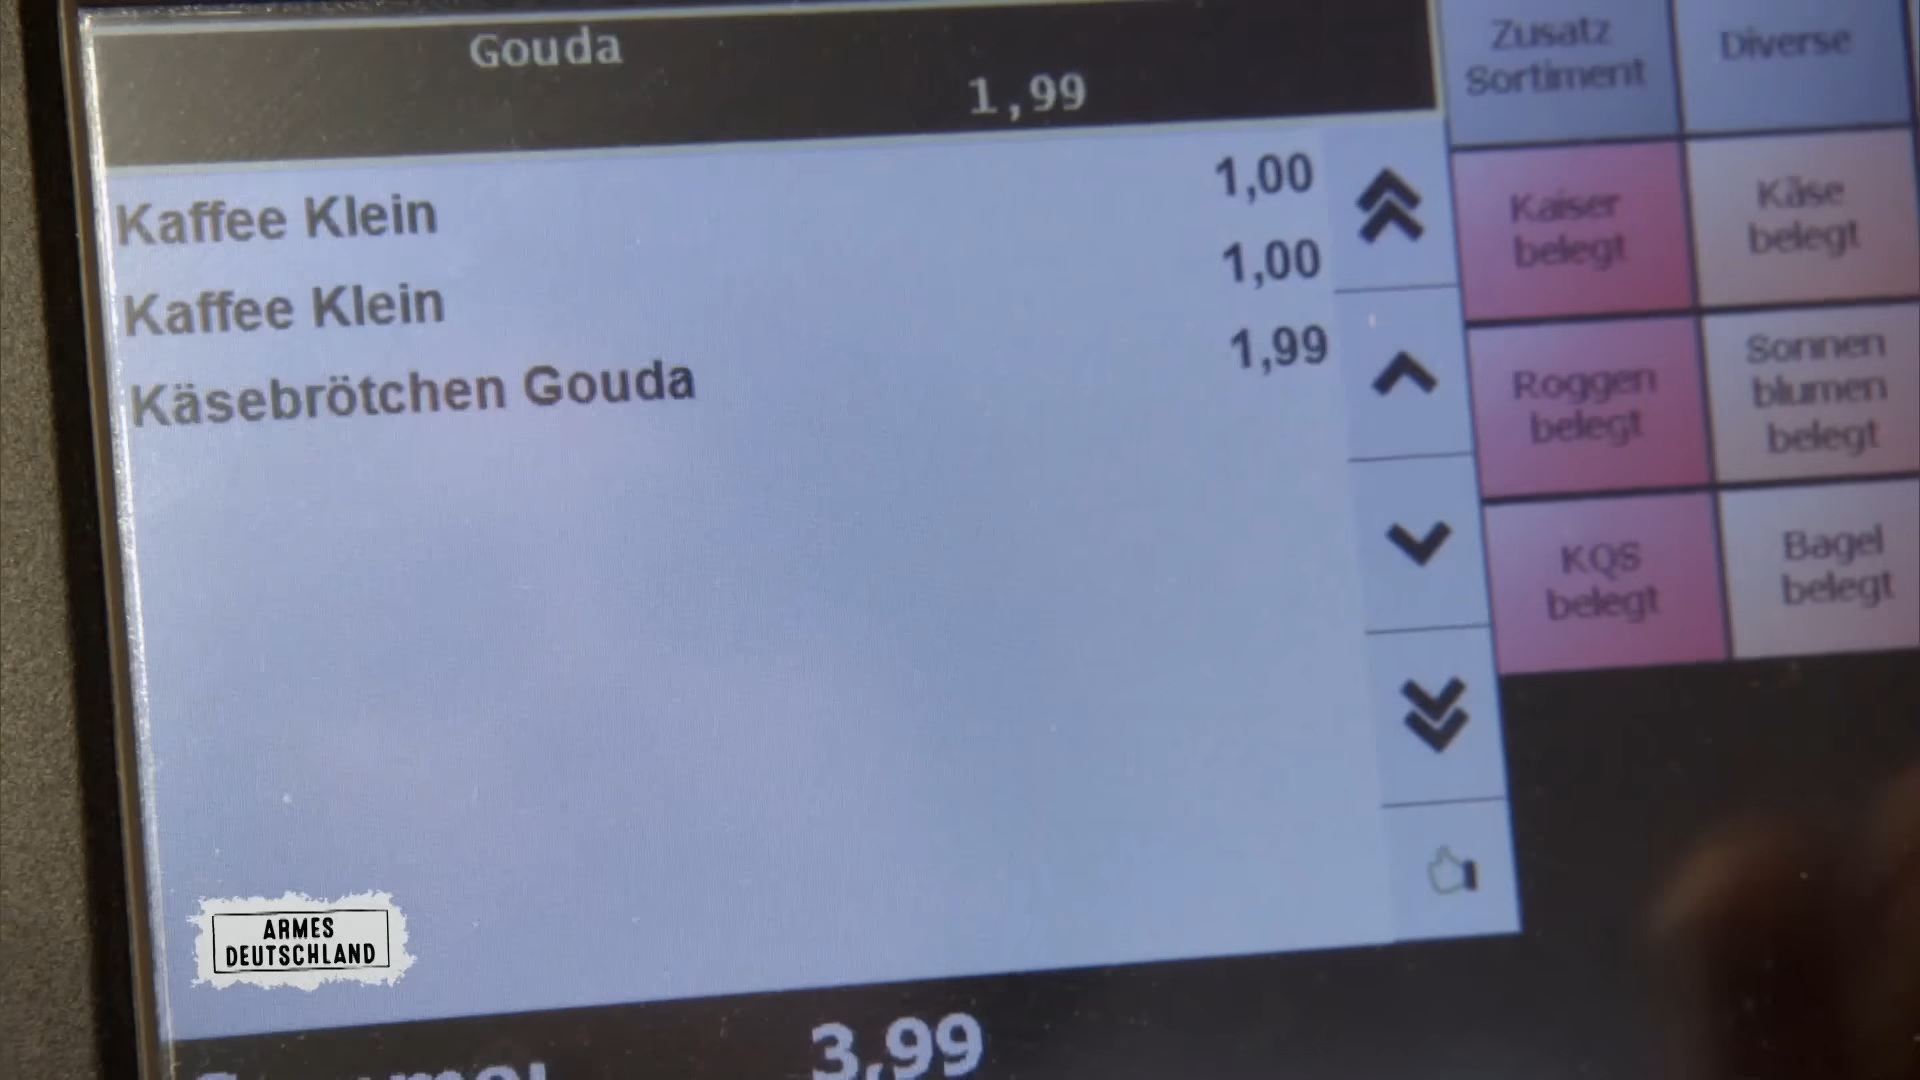 Gouda
1,99
Kaffee Klein 1,00
Kaffee Klein 1,00
Käsebrötchen Gouda 1,99
3,99
Zusatz
Sortiment
Diverse
Kaiser
belegt
Käse
belegt
Roggen
belegt
Sonnen
blumen
belegt
KQS
belegt
Bagel
belegt
ARMES
DEUTSCHLAND